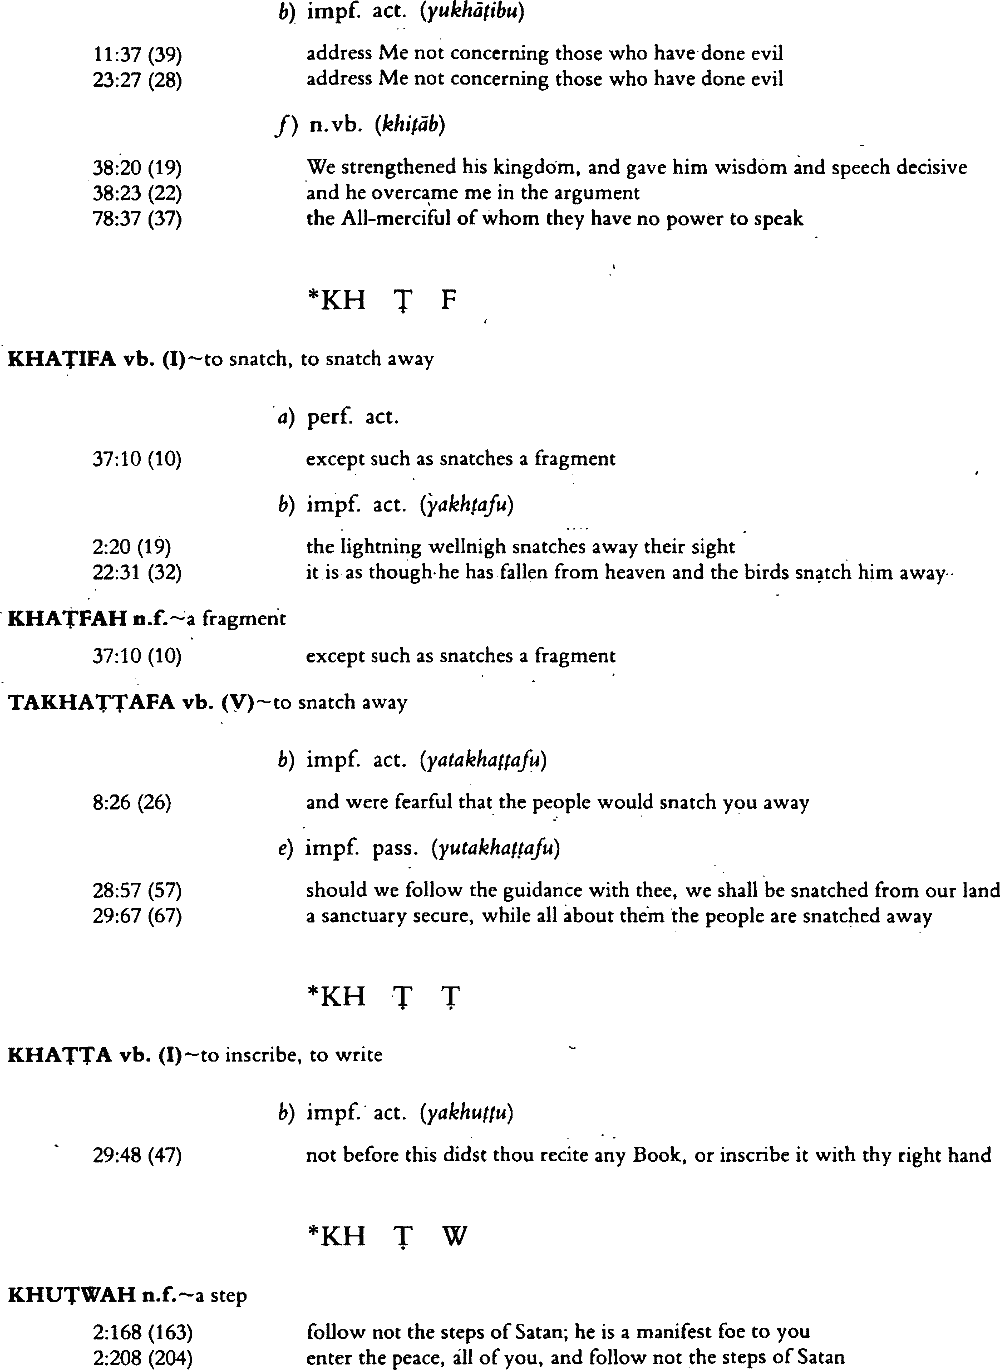 b) impf. act. (yukhāṭibu)
11:37 (39) address Me not concerning those who have done evil
23:27 (28) address Me not concerning those who have done evil
f) n.vb. (khiṭāb)
38:20 (19) We strengthened his kingdom, and gave him wisdom and speech decisive
38:23 (22) and he overcame me in the argument
78:37 (37) the All-merciful of whom they have no power to speak
*KH Ṭ F
KHAṬIFA vb. (I)~to snatch, to snatch away
a) perf. act.
37:10 (10) except such as snatches a fragment
b) impf. act. (yakhṭafu)
2:20 (19) the lightning wellnigh snatches away their sight
22:31 (32) it is as though he has fallen from heaven and the birds snatch him away
KHAṬFAH n.f.~a fragment
37:10 (10) except such as snatches a fragment
TAKHAṬṬAFA vb. (V)~to snatch away
b) impf. act. (yatakhaṭṭafu)
8:26 (26) and were fearful that the people would snatch you away
e) impf. pass. (yutakhaṭṭafu)
28:57 (57) should we follow the guidance with thee, we shall be snatched from our land
29:67 (67) a sanctuary secure, while all about them the people are snatched away
*KH Ṭ Ṭ
KHAṬṬA vb. (I)~to inscribe, to write
b) impf. act. (yakhuṭṭu)
29:48 (47) not before this didst thou recite any Book, or inscribe it with thy right hand
*KH Ṭ W
KHUṬWAH n.f.~a step
2:168 (163) follow not the steps of Satan; he is a manifest foe to you
2:208 (204) enter the peace, all of you, and follow not the steps of Satan